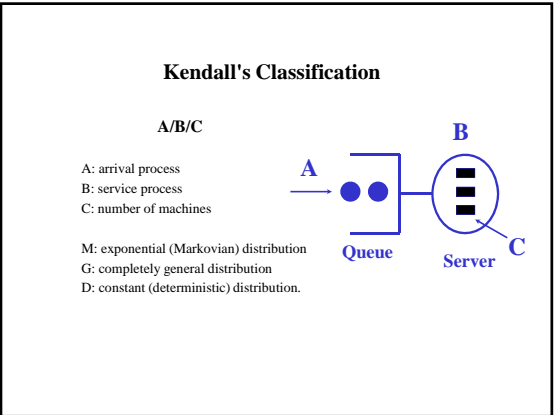 Kendall's Classification
A/B/C
A: arrival process
B: service process
C: number of machines
M: exponential (Markovian) distribution
G: completely general distribution
D: constant (deterministic) distribution.
A
B
Queue
Server
C